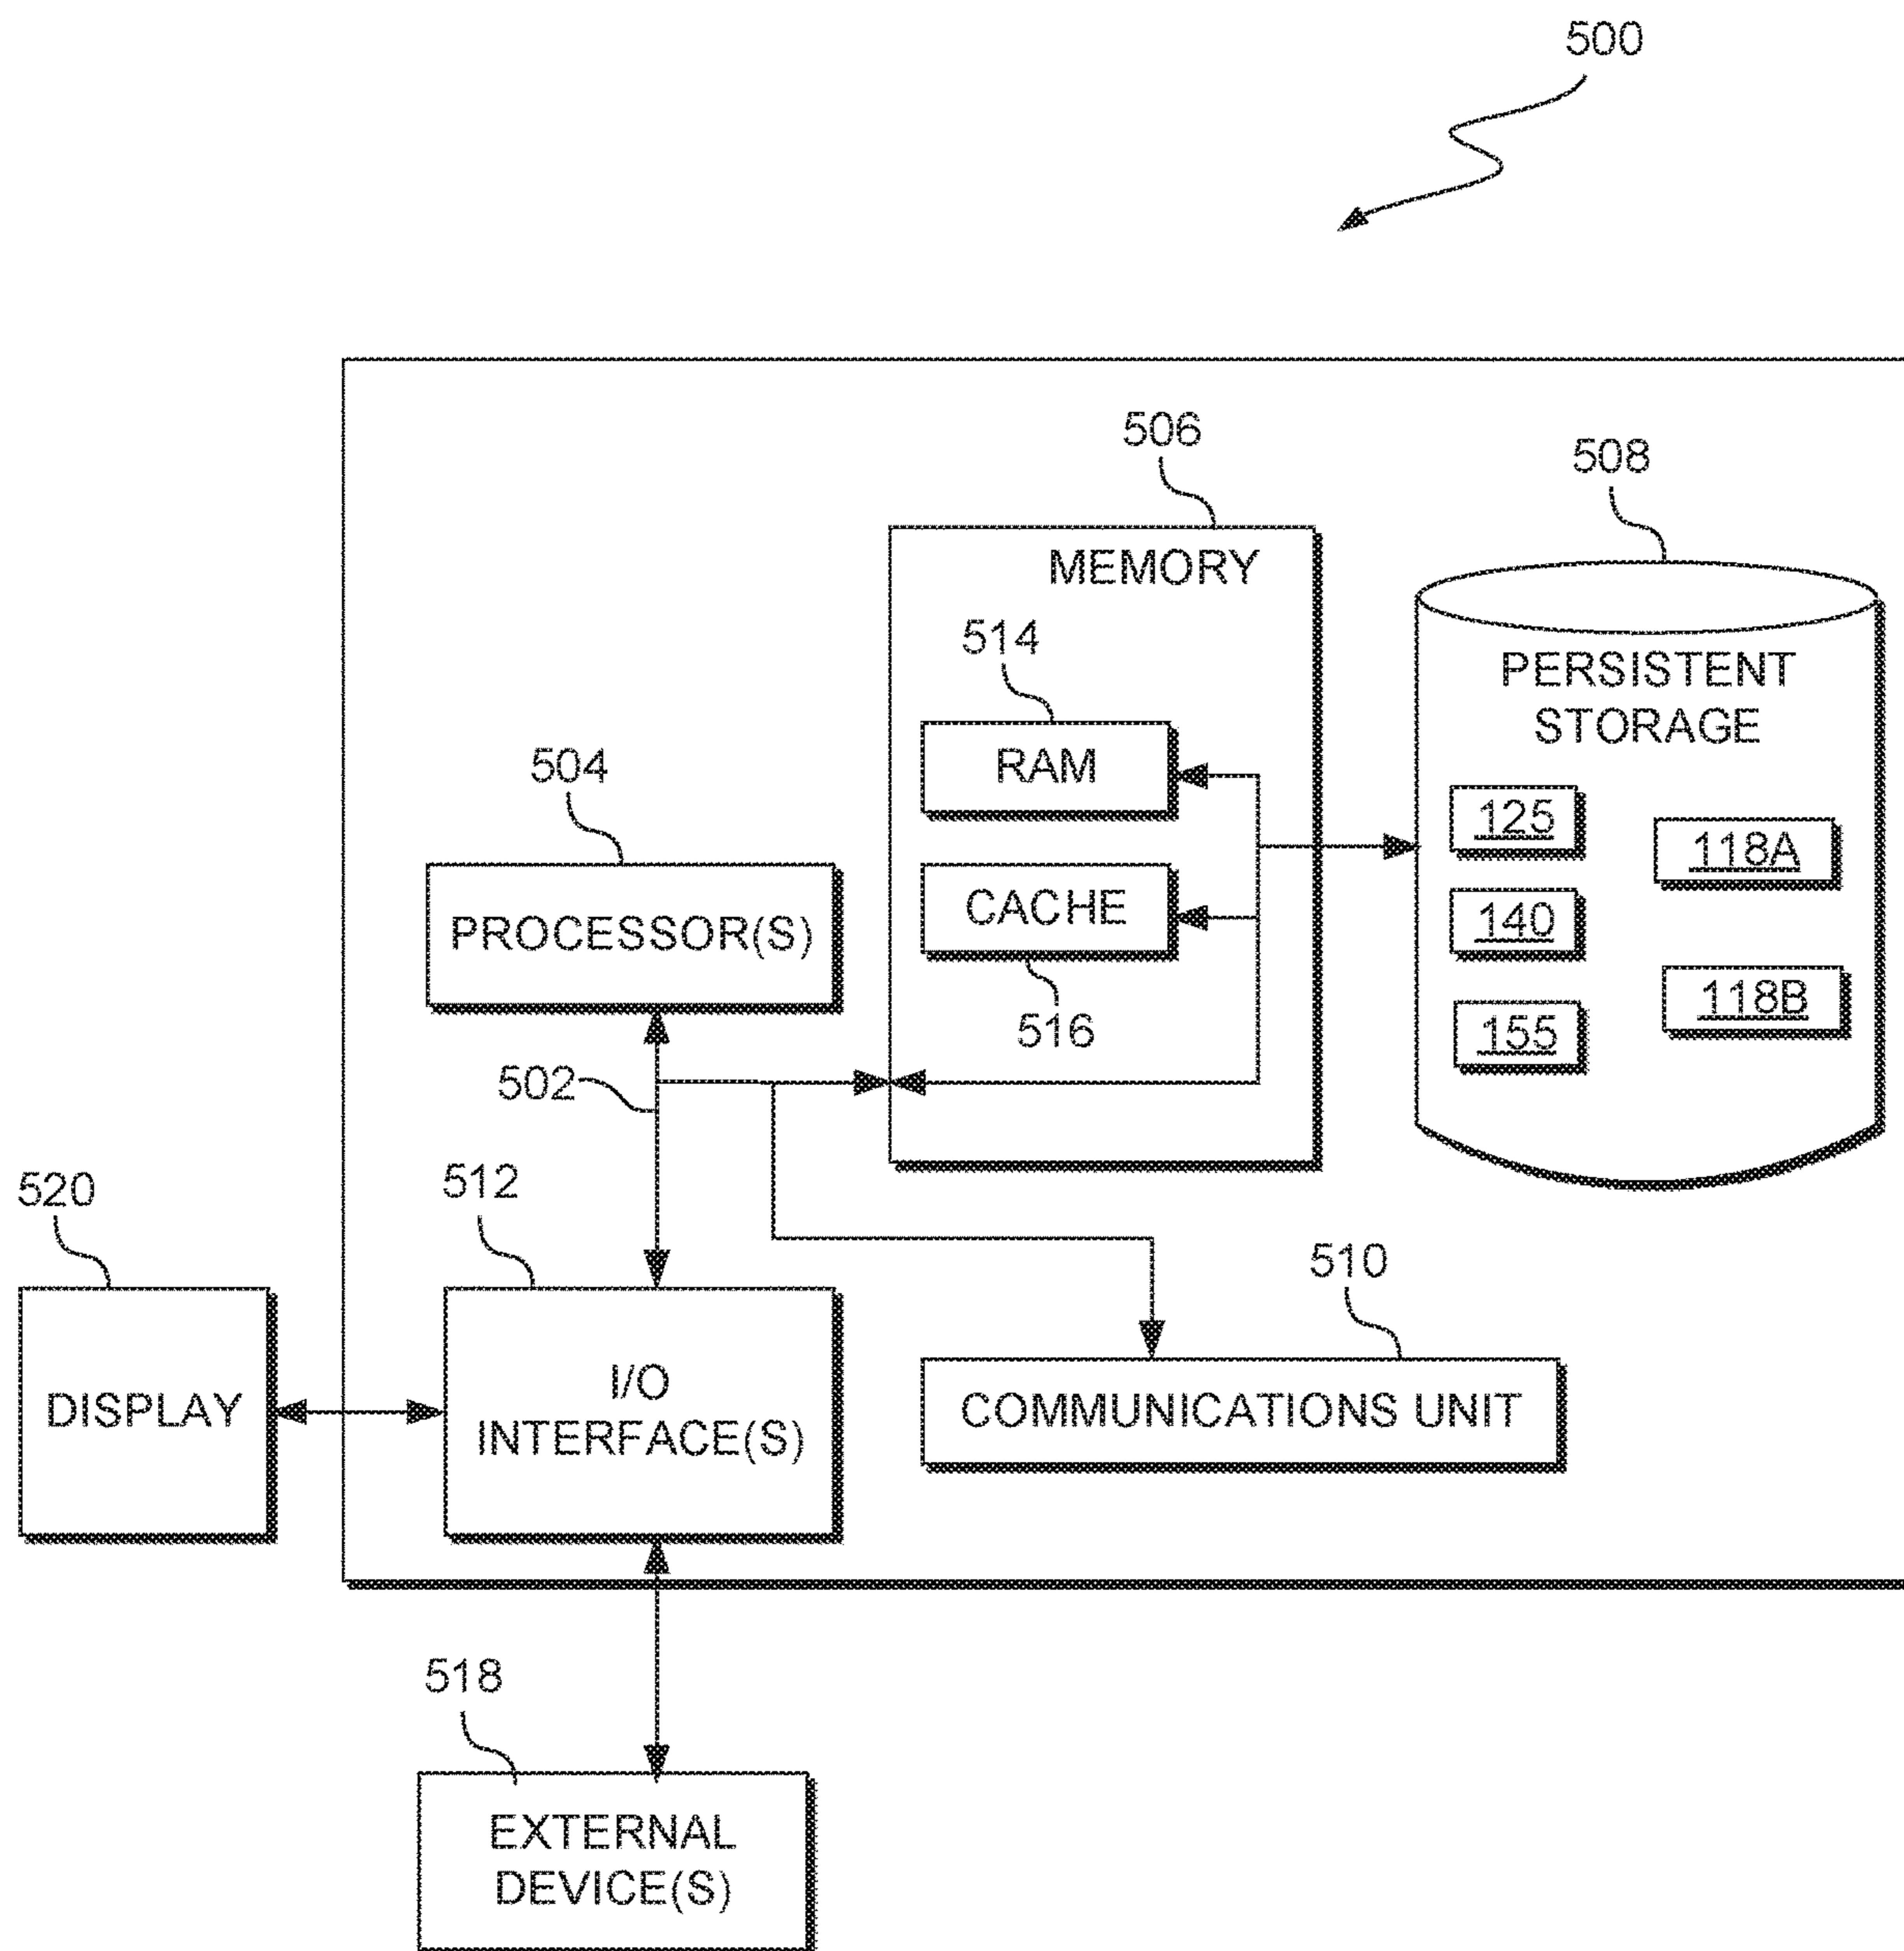 500
506
508
MEMORY
514
PERSISTENT
STORAGE
504
RAM
125
118A
CACHE
140
PROCESSOR(S)
118B
516
155
502
520
512
510
I/O
INTERFACE(S)
DISPLAY
COMMUNICATIONS UNIT
518
EXTERNAL
DEVICE(S)